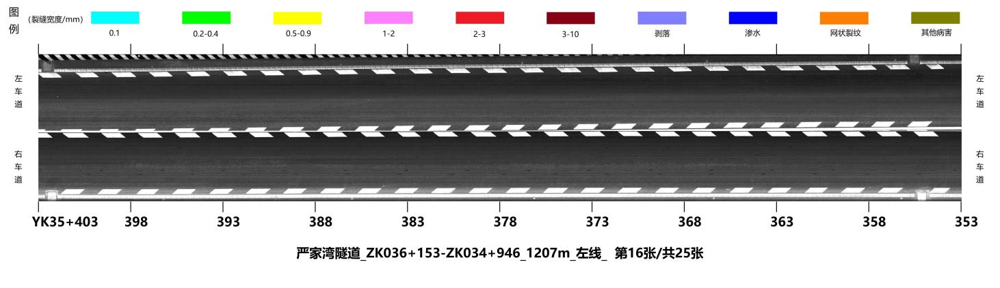 图例
(裂缝宽度/mm)
0.1 0.2-0.4 0.5-0.9 1-2 2-3 3-10 剥落 渗水 网状裂纹 其他病害
左车道 左车道
右车道 右车道
YK35+403 398 393 388 383 378 373 368 363 358 353
严家湾隧道_ZK036+153-ZK034+946_1207m_左线_ 第16张/共25张